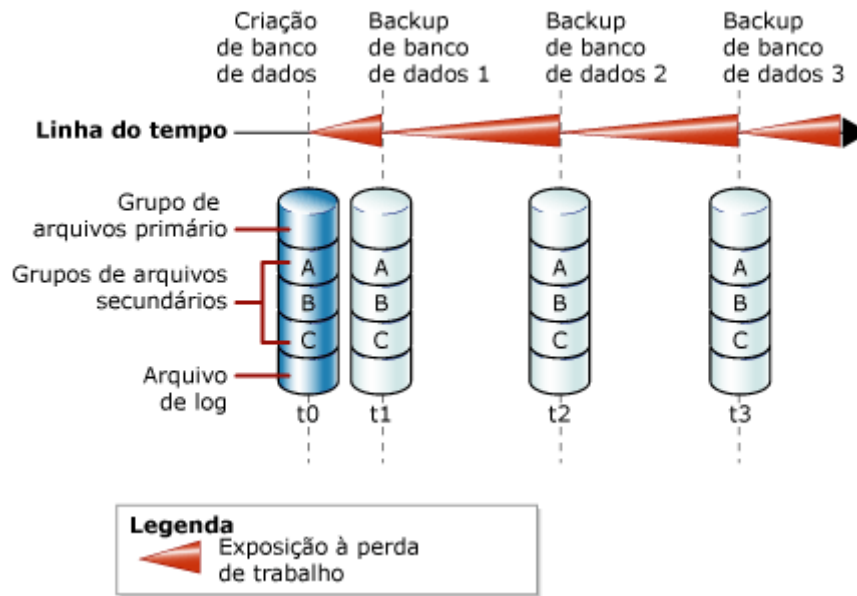 Criação
de banco
de dados
Backup
de banco
de dados 1
Backup
de banco
de dados 2
Backup
de banco
de dados 3
Linha do tempo
Grupo de
arquivos primário
Grupos de arquivos
secundários
Arquivo
de log
A
B
C
t0
A
B
C
t1
A
B
C
t2
A
B
C
t3
Legenda
Exposição à perda
de trabalho